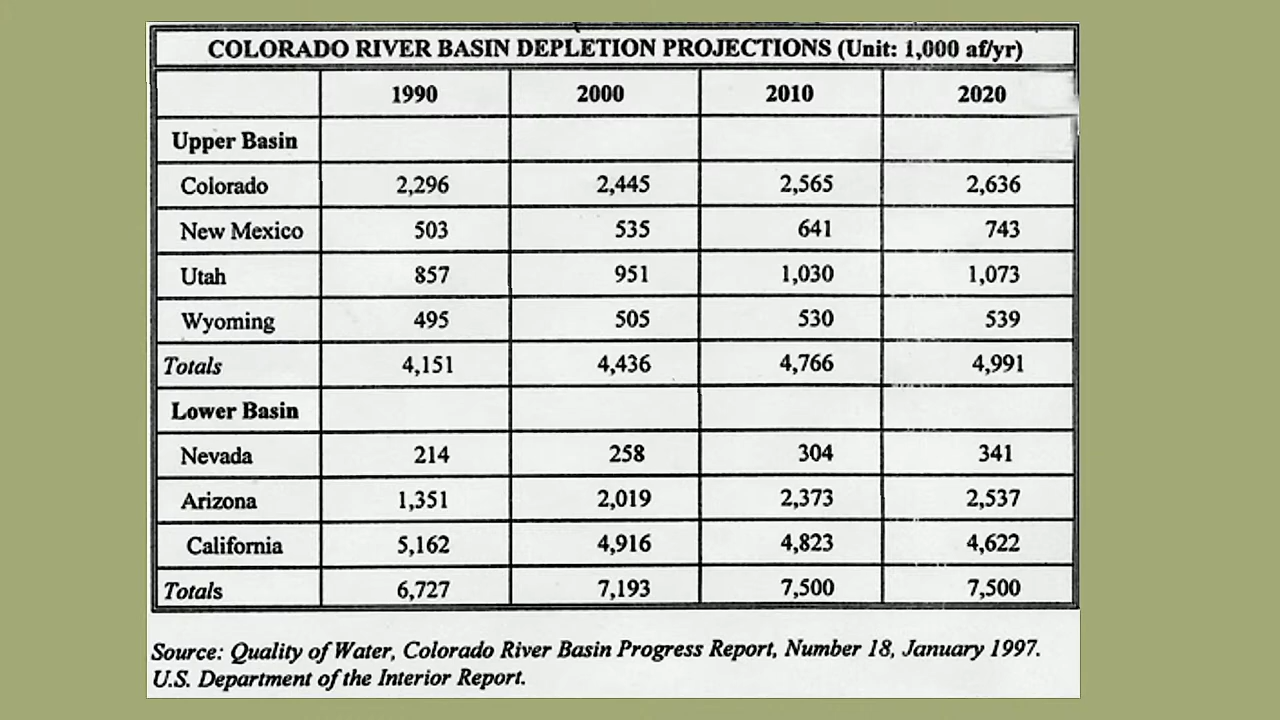 COLORADO RIVER BASIN DEPLETION PROJECTIONS (Unit: 1,000 af/yr)
1990 2000 2010 2020
Upper Basin
Colorado 2,296 2,445 2,565 2,636
New Mexico 503 535 641 743
Utah 857 951 1,030 1,073
Wyoming 495 505 530 539
Totals 4,151 4,436 4,766 4,991
Lower Basin
Nevada 214 258 304 341
Arizona 1,351 2,019 2,373 2,537
California 5,162 4,916 4,823 4,622
Totals 6,727 7,193 7,500 7,500
Source: Quality of Water, Colorado River Basin Progress Report, Number 18, January 1997.
U.S. Department of the Interior Report.